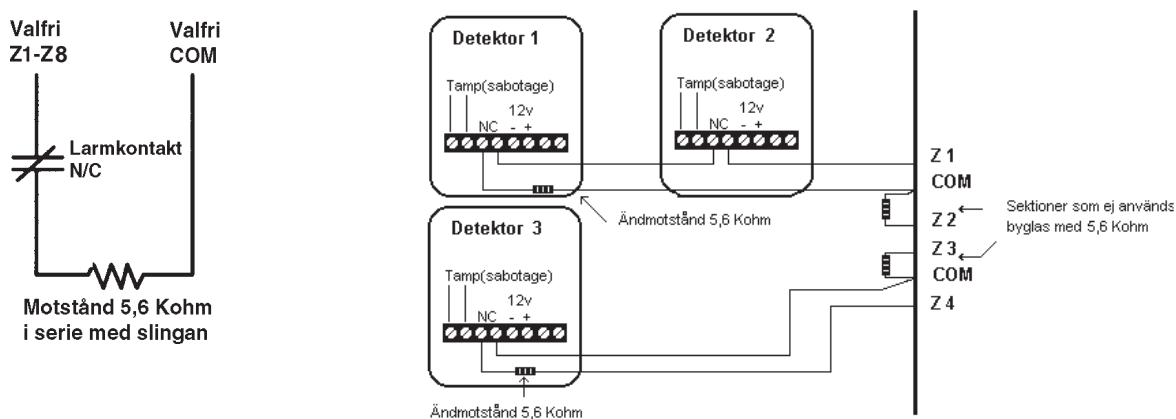 Valfri
Z1-Z8
Valfri
COM
Larmkontakt
N/C
Motstånd 5,6 Kohm
i serie med slingan
Detektor 1
Tamp(sabotage)
12v
NC - +
Detektor 2
Tamp(sabotage)
12v
NC - +
Z 1
COM
Z 2
Z 3
COM
Z 4
Ändmotstånd 5,6 Kohm
Sektioner som ej används
byglas med 5,6 Kohm
Detektor 3
Tamp(sabotage)
12v
NC - +
Ändmotstånd 5,6 Kohm